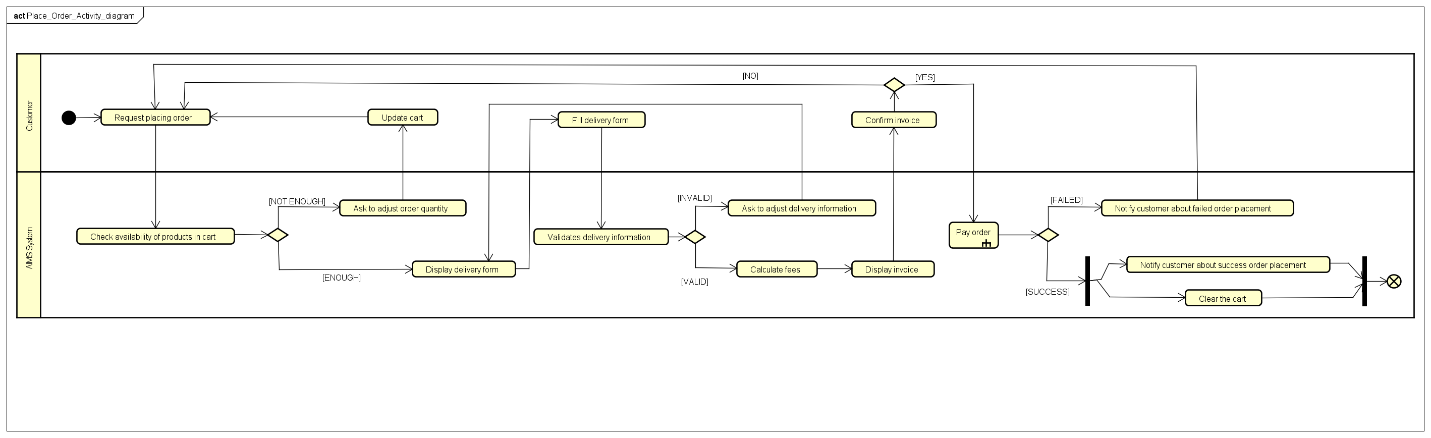 act Place_Order_Activity_diagram
Customer
[NO]
[YES]
Request placing order
Update cart
Fill delivery form
Confirm invoice
AIMS System
[NOT ENOUGH]
Ask to adjust order quantity
[INVALID]
Ask to adjust delivery information
[FAILED]
Notify customer about failed order placement
Check availability of products in cart
Validates delivery information
Pay order
[ENOUGH]
Display delivery form
[VALID]
Calculate fees
Display invoice
[SUCCESS]
Notify customer about success order placement
Clear the cart